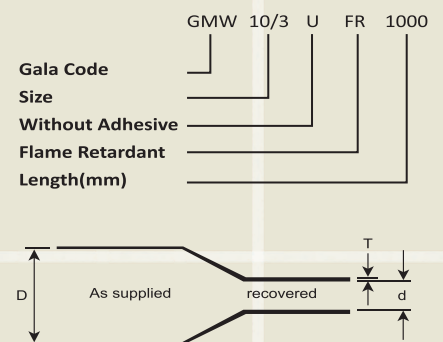 GMW 10/3 U FR 1000
Gala Code
Size
Without Adhesive
Flame Retardant
Length(mm)
T
D As supplied recovered d